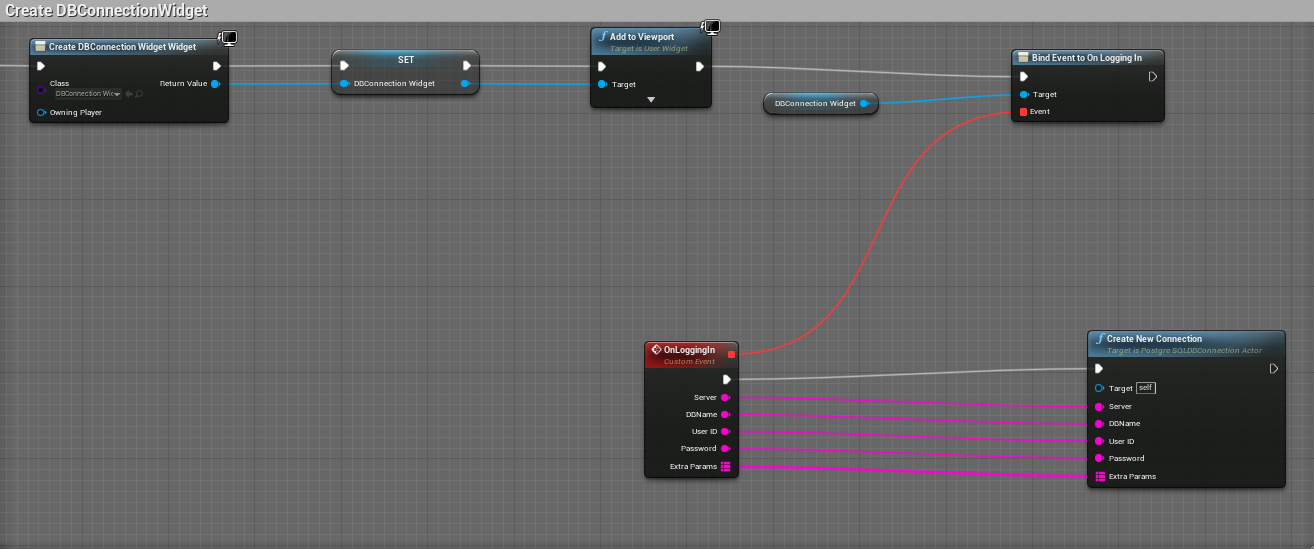 Create DBConnectionWidget
Create DBConnection Widget Widget
Class
DBConnection Wic
Return Value
Owning Player
SET
DBConnection Widget
Add to Viewport
Target is User Widget
Target
DBConnection Widget
Bind Event to On Logging In
Target
Event
OnLoggingIn
Custom Event
Server
DBName
User ID
Password
Extra Params
Create New Connection
Target is Postgre SQLDBConnection Actor
Target self
Server
DBName
User ID
Password
Extra Params